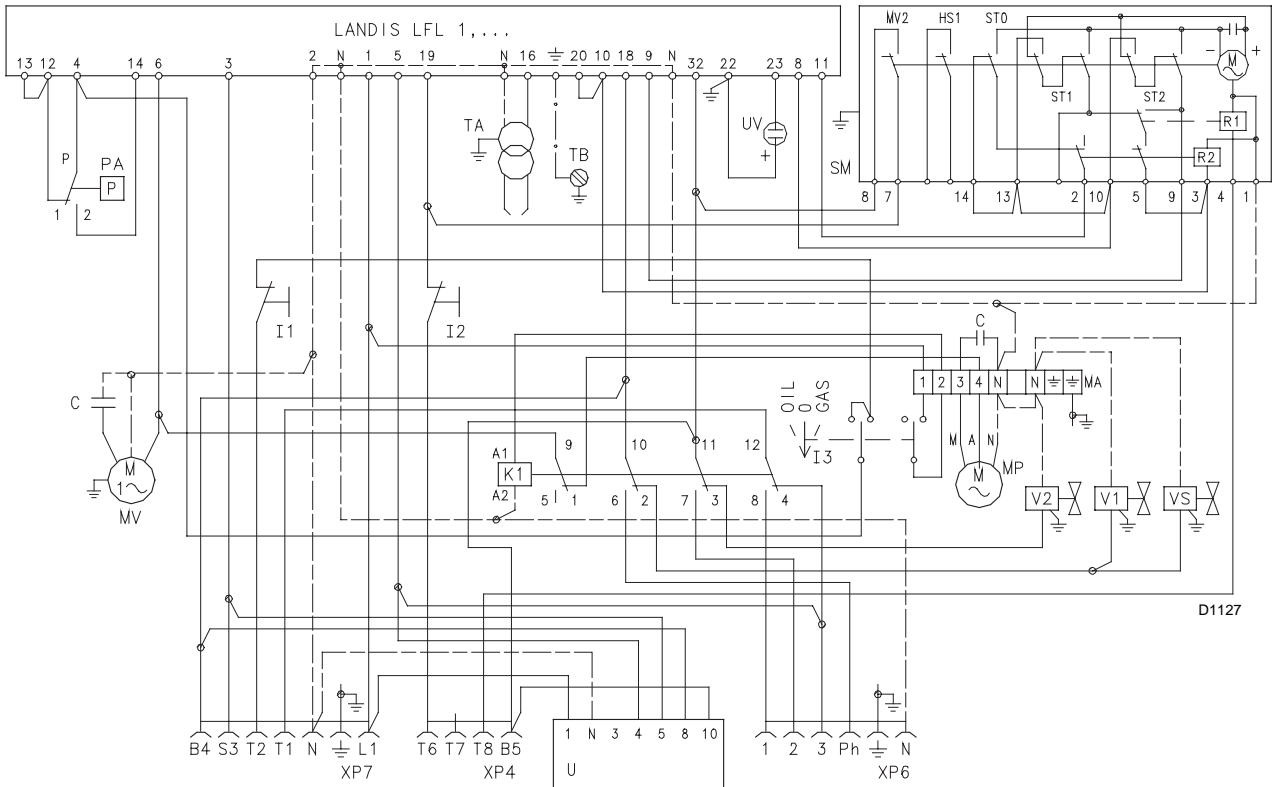 LANDIS LFL 1,...
MV2 HS1 ST0
13 12 4 14 6 3 2 N 1 5 19 N 16 20 10 18 9 N 32 22 23 8 11
- M +
ST1 ST2
TA UV TB
+
R1
R2
SM
P PA
P
1 2
8 7 14 13 2 10 5 9 3 4 1
I1 I2
C
OIL
O
GAS
I3
1 2 3 4 N N MA
C
M
1
MV
9 10 11 12
A1
K1
A2
5 1 6 2 7 3 8 4
M A N
M
MP
V2 V1 VS
D1127
B4 S3 T2 T1 N L1
XP7
T6 T7 T8 B5
XP4
1 N 3 4 5 8 10
U
1 2 3 Ph N
XP6